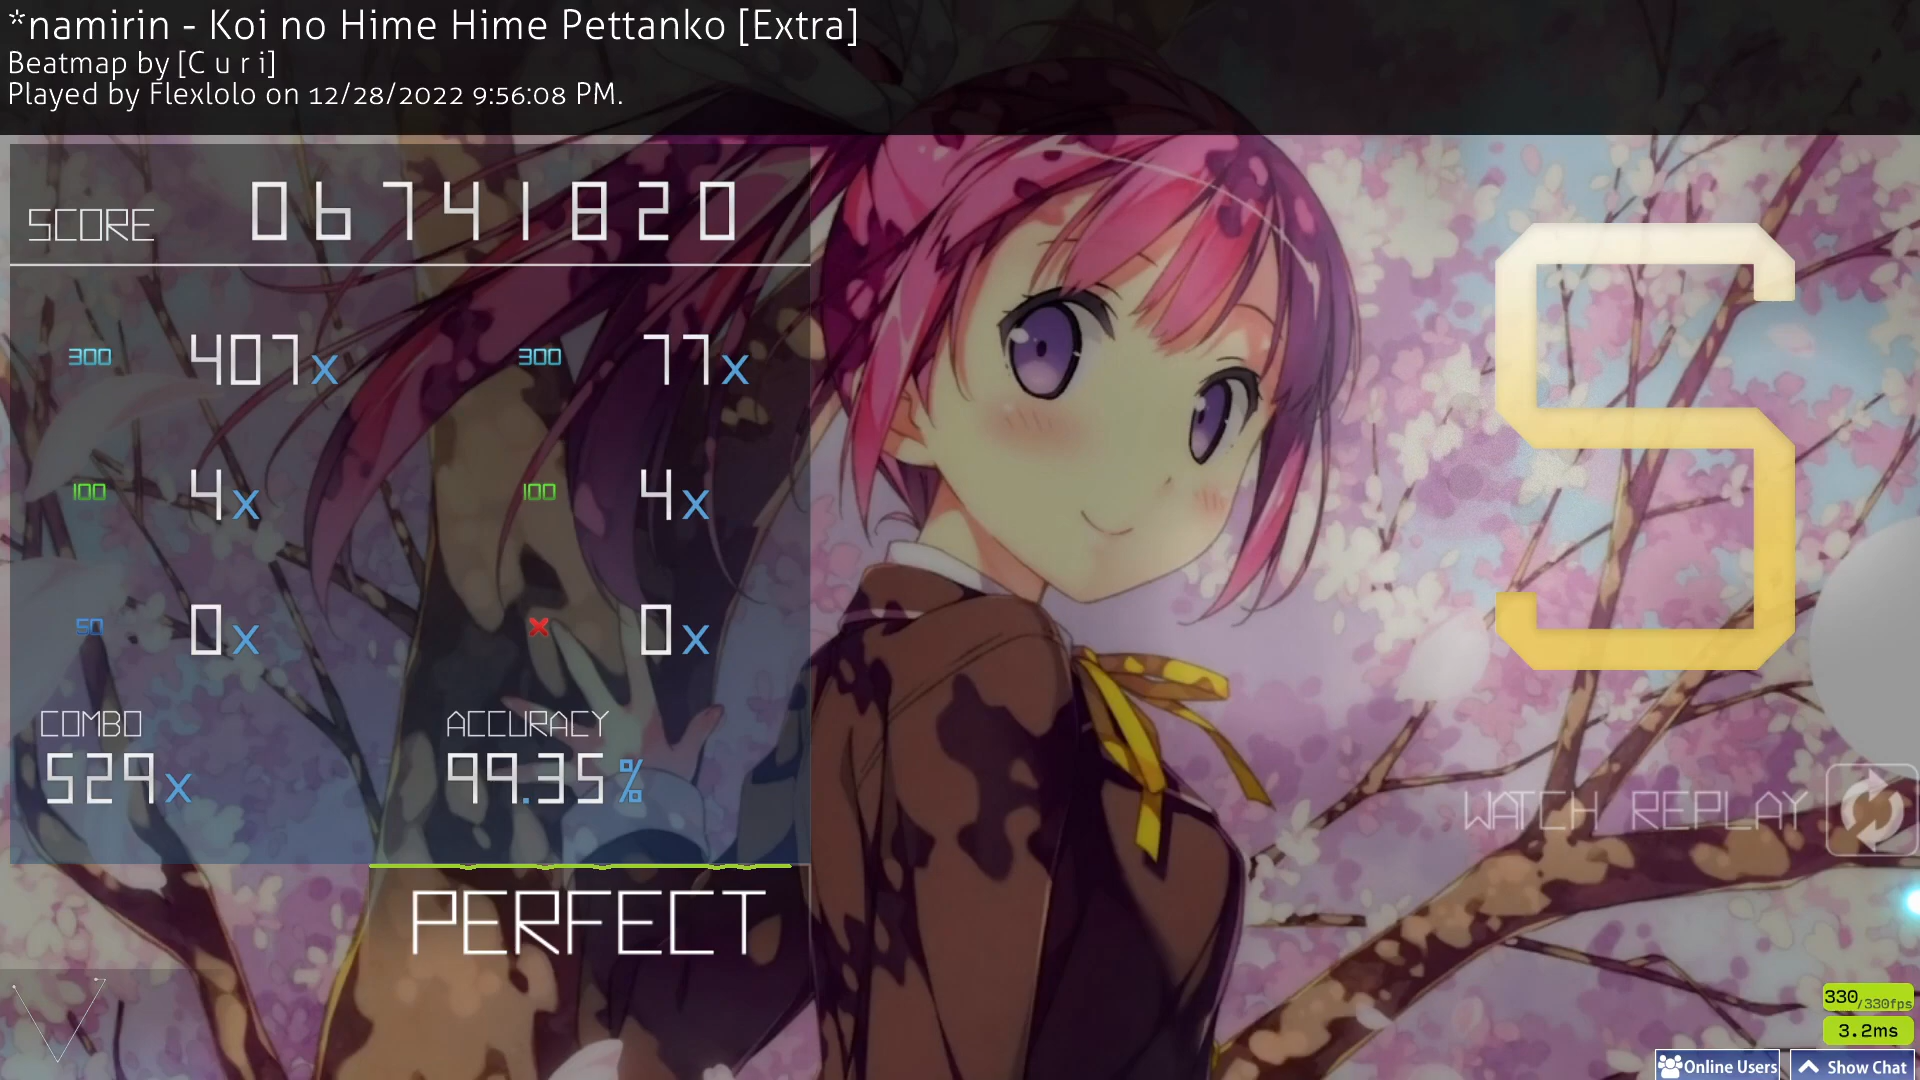 *namirin - Koi no Hime Hime Pettanko [Extra]
Beatmap by [C u r i]
Played by Flexlolo on 12/28/2022 9:56:08 PM.
SCORE 06741820
300 407x 300 77x
100 4x 100 4x
50 0x ✕ 0x
COMBO ACCURACY
529x 99.35%
WATCH REPLAY
PERFECT
330/330fps
3.2ms
Online Users Show Chat